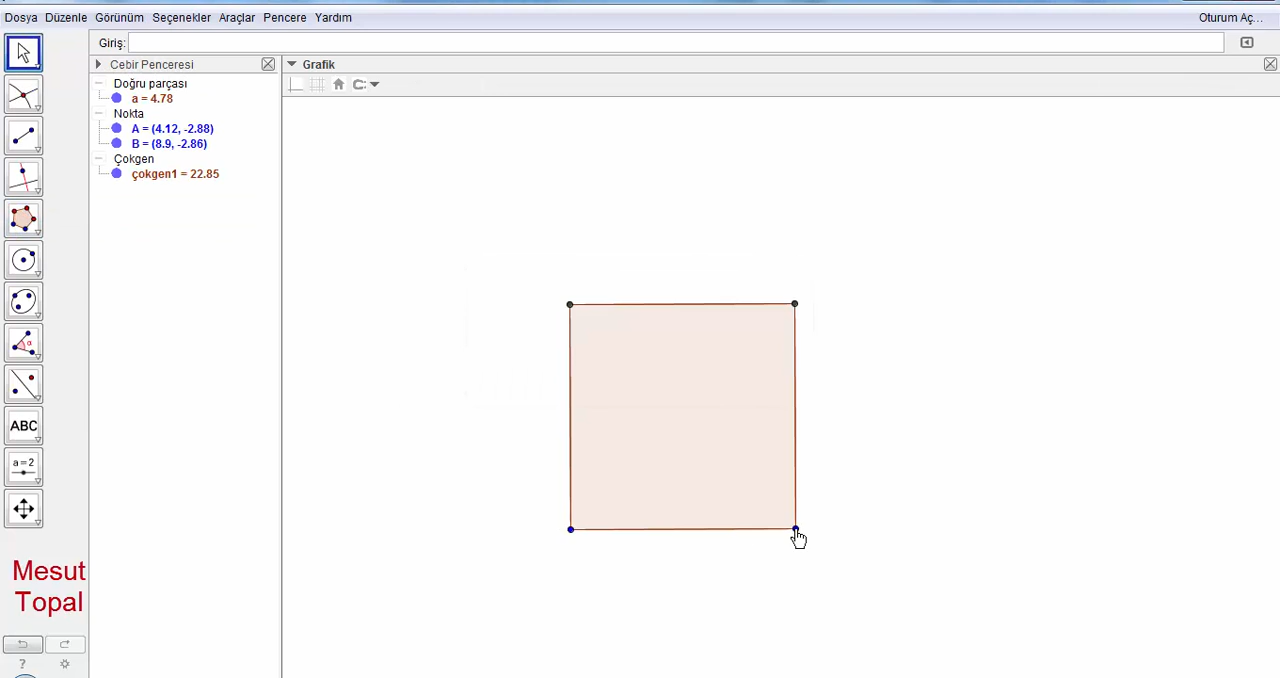 Dosya Düzenle Görünüm Seçenekler Araçlar Pencere Yardım Oturum Aç...
Giriş:
Cebir Penceresi
Grafik
Doğru parçası
a = 4.78
Nokta
A = (4.12, -2.88)
B = (8.9, -2.86)
Çokgen
çokgen1 = 22.85
α
ABC
a=2
Mesut
Topal
?